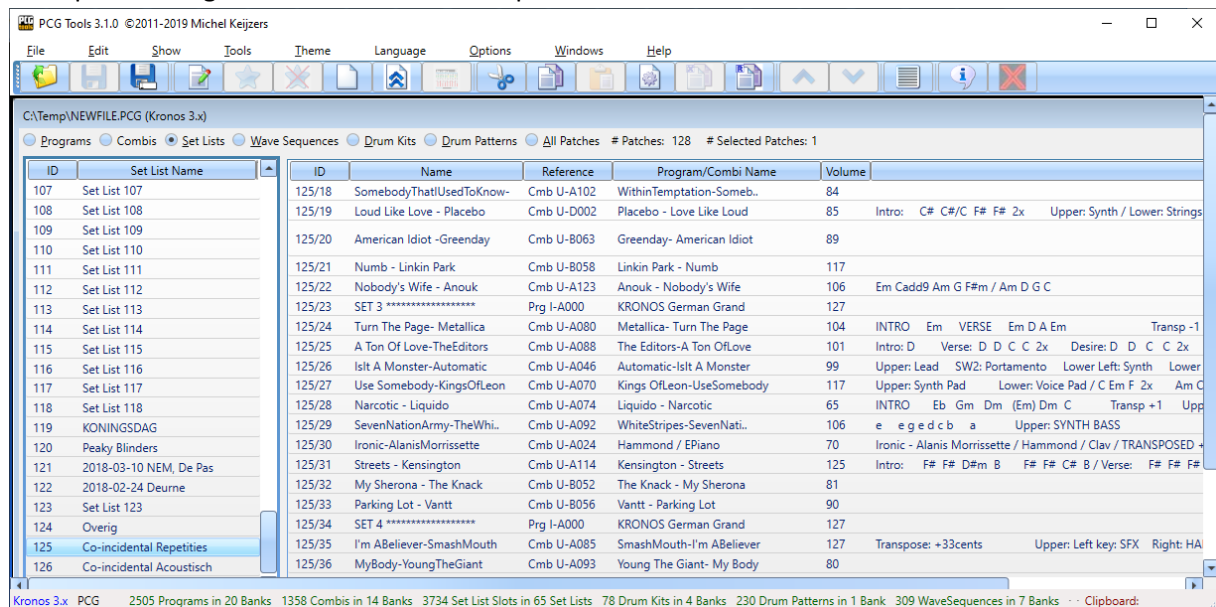 PCG Tools 3.1.0 ©2011-2019 Michel Keijzers
File Edit Show Tools Theme Language Options Windows Help
C:\Temp\NEWFILE.PCG (Kronos 3.x)
Programs Combis Set Lists Wave Sequences Drum Kits Drum Patterns All Patches # Patches: 128 # Selected Patches: 1
ID Set List Name
107 Set List 107
108 Set List 108
109 Set List 109
110 Set List 110
111 Set List 111
112 Set List 112
113 Set List 113
114 Set List 114
115 Set List 115
116 Set List 116
117 Set List 117
118 Set List 118
119 KONINGSDAG
120 Peaky Blinders
121 2018-03-10 NEM, De Pas
122 2018-02-24 Deurne
123 Set List 123
124 Overig
125 Co-incidental Repetities
126 Co-incidental Acoustisch
ID Name Reference Program/Combi Name Volume
125/18 SomebodyThatIUsedToKnow- Cmb U-A102 WithinTemptation-Someb.. 84
125/19 Loud Like Love - Placebo Cmb U-D002 Placebo - Love Like Loud 85 Intro: C# C#/C F# F# 2x Upper: Synth / Lower: Strings
125/20 American Idiot -Greenday Cmb U-B063 Greenday- American Idiot 89
125/21 Numb - Linkin Park Cmb U-B058 Linkin Park - Numb 117
125/22 Nobody's Wife - Anouk Cmb U-A123 Anouk - Nobody's Wife 106 Em Cadd9 Am G F#m / Am D G C
125/23 SET 3 ****************** Prg I-A000 KRONOS German Grand 127
125/24 Turn The Page- Metallica Cmb U-A080 Metallica- Turn The Page 104 INTRO Em VERSE Em D A Em Transp -1
125/25 A Ton Of Love-TheEditors Cmb U-A088 The Editors-A Ton OfLove 101 Intro: D Verse: D D C C 2x Desire: D D C C 2x
125/26 IsIt A Monster-Automatic Cmb U-A046 Automatic-IsIt A Monster 99 Upper: Lead SW2: Portamento Lower Left: Synth Lower
125/27 Use Somebody-KingsOfLeon Cmb U-A070 Kings OfLeon-UseSomebody 117 Upper: Synth Pad Lower: Voice Pad / C Em F 2x Am C
125/28 Narcotic - Liquido Cmb U-A074 Liquido - Narcotic 65 INTRO Eb Gm Dm (Em) Dm C Transp +1 Upp
125/29 SevenNationArmy-TheWhi.. Cmb U-A092 WhiteStripes-SevenNati.. 106 e e g e d c b a Upper: SYNTH BASS
125/30 Ironic-AlanisMorrissette Cmb U-A024 Hammond / EPiano 70 Ironic - Alanis Morrissette / Hammond / Clav / TRANSPOSED +
125/31 Streets - Kensington Cmb U-A114 Kensington - Streets 125 Intro: F# F# D#m B F# F# C# B / Verse: F# F# F#
125/32 My Sherona - The Knack Cmb U-B052 The Knack - My Sherona 81
125/33 Parking Lot - Vantt Cmb U-B056 Vantt - Parking Lot 90
125/34 SET 4 ****************** Prg I-A000 KRONOS German Grand 127
125/35 I'm ABeliever-SmashMouth Cmb U-A085 SmashMouth-I'm ABeliever 127 Transpose: +33cents Upper: Left key: SFX Right: HA
125/36 MyBody-YoungTheGiant Cmb U-A093 Young The Giant- My Body 80
Kronos 3.x PCG 2505 Programs in 20 Banks 1358 Combis in 14 Banks 3734 Set List Slots in 65 Set Lists 78 Drum Kits in 4 Banks 230 Drum Patterns in 1 Bank 309 WaveSequences in 7 Banks - - Clipboard: